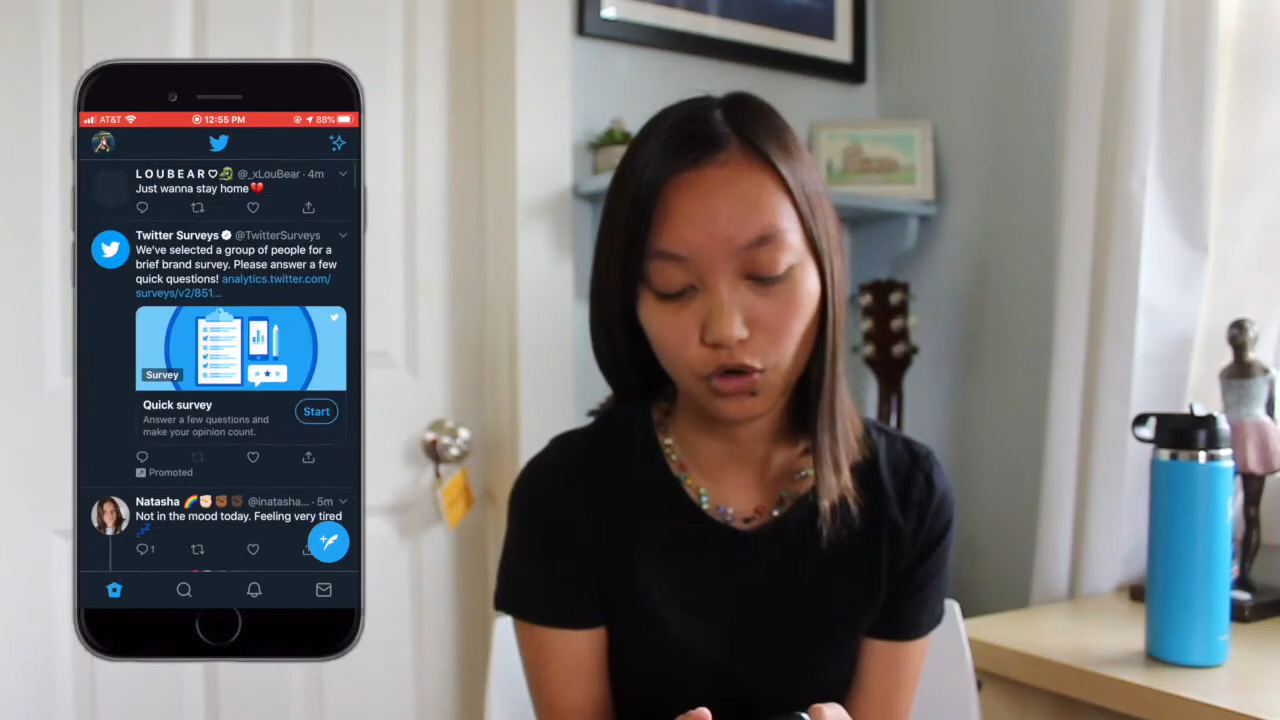 AT&T 12:55 PM 88%
L O U B E A R ♡🐲 @_xLouBear · 4m
Just wanna stay home💔
Twitter Surveys @TwitterSurveys
We've selected a group of people for a
brief brand survey. Please answer a few
quick questions! analytics.twitter.com/
surveys/v2/851...
Survey
Quick survey
Start
Answer a few questions and
make your opinion count.
Promoted
Natasha 🌈✊🏻✊🏾✊🏿 @inatasha... · 5m
Not in the mood today. Feeling very tired
💤
1